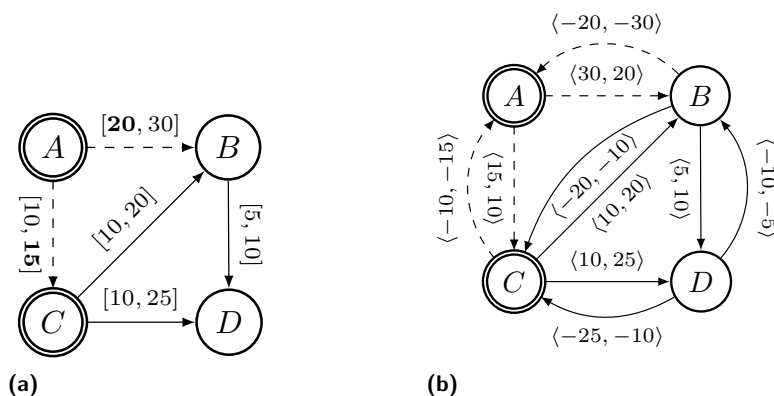 [20, 30]
A
B
[10, 15]
[10, 20]
[5, 10]
[10, 25]
C
D
(a)
⟨−20, −30⟩
⟨30, 20⟩
A
B
⟨−10, −15⟩
⟨15, 10⟩
⟨−20, −10⟩
⟨10, 20⟩
⟨5, 10⟩
⟨−10, −5⟩
⟨10, 25⟩
C
D
⟨−25, −10⟩
(b)